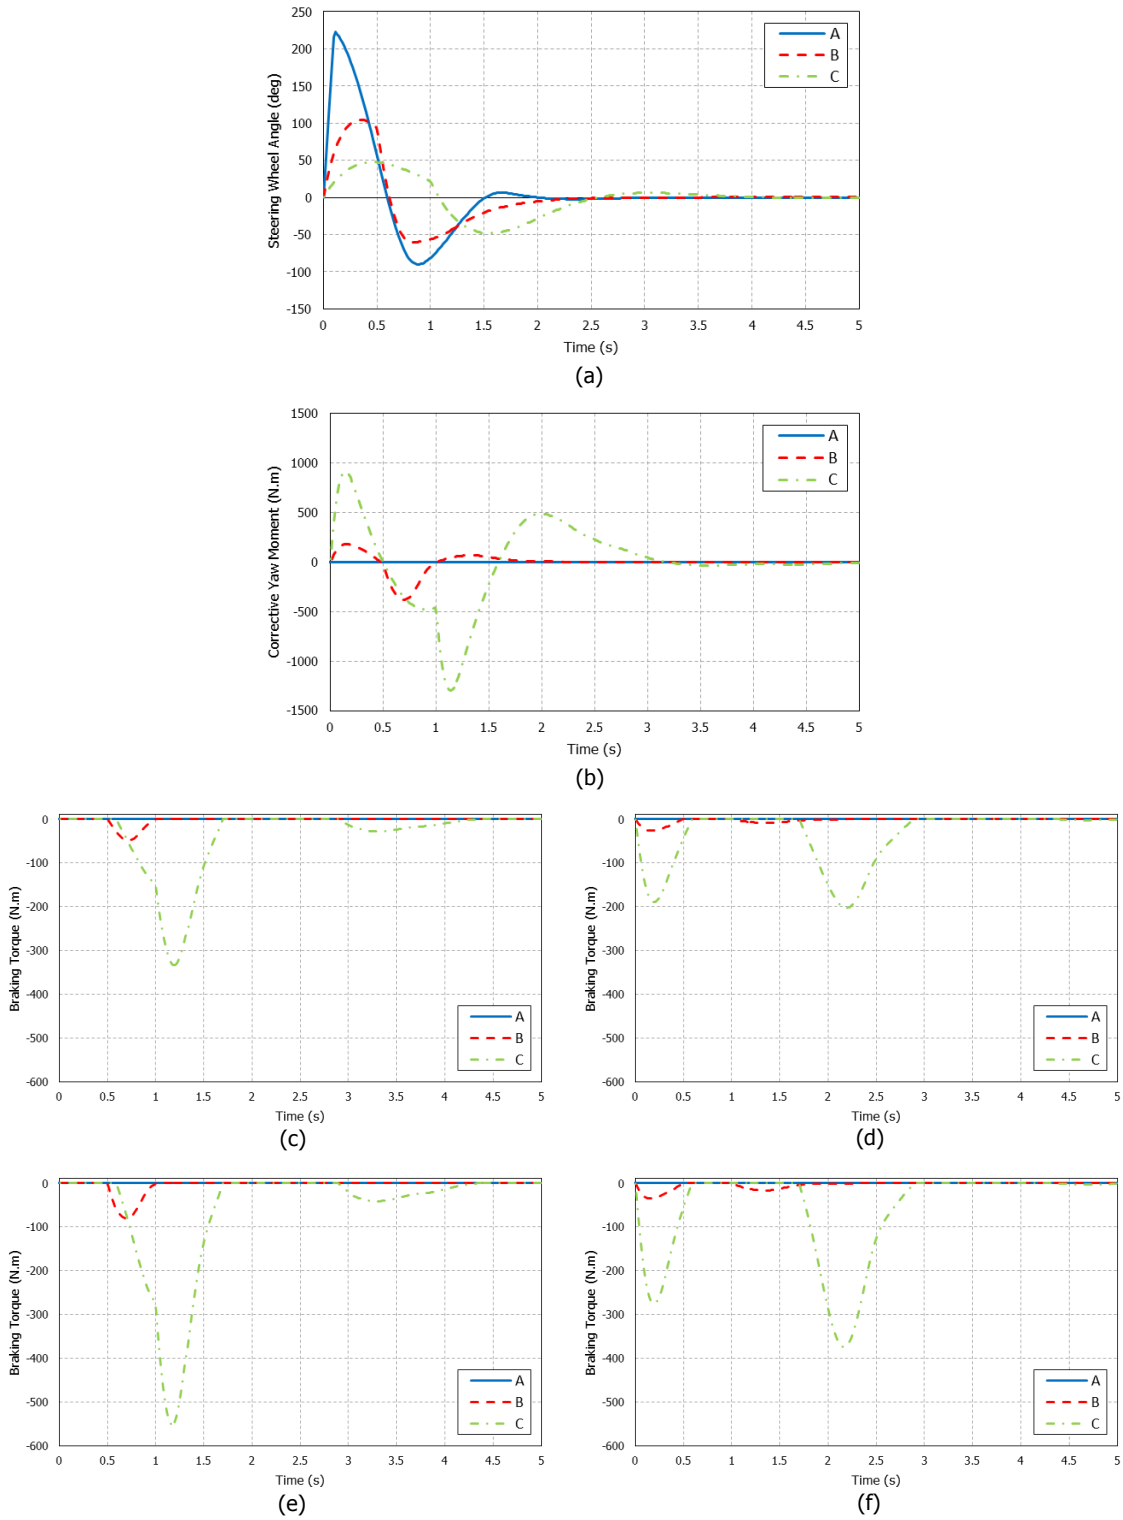 250
200
150
100
50
0
-50
-100
-150
Steering Wheel Angle (deg)
A
B
C
0 0.5 1 1.5 2 2.5 3 3.5 4 4.5 5
Time (s)
(a)
1500
1000
500
0
-500
-1000
-1500
Corrective Yaw Moment (N.m)
A
B
C
0 0.5 1 1.5 2 2.5 3 3.5 4 4.5 5
Time (s)
(b)
0
-100
-200
-300
-400
-500
-600
Braking Torque (N.m)
A
B
C
0 0.5 1 1.5 2 2.5 3 3.5 4 4.5 5
Time (s)
(c)
0
-100
-200
-300
-400
-500
-600
Braking Torque (N.m)
A
B
C
0 0.5 1 1.5 2 2.5 3 3.5 4 4.5 5
Time (s)
(d)
0
-100
-200
-300
-400
-500
-600
Braking Torque (N.m)
A
B
C
0 0.5 1 1.5 2 2.5 3 3.5 4 4.5 5
Time (s)
(e)
0
-100
-200
-300
-400
-500
-600
Braking Torque (N.m)
A
B
C
0 0.5 1 1.5 2 2.5 3 3.5 4 4.5 5
Time (s)
(f)